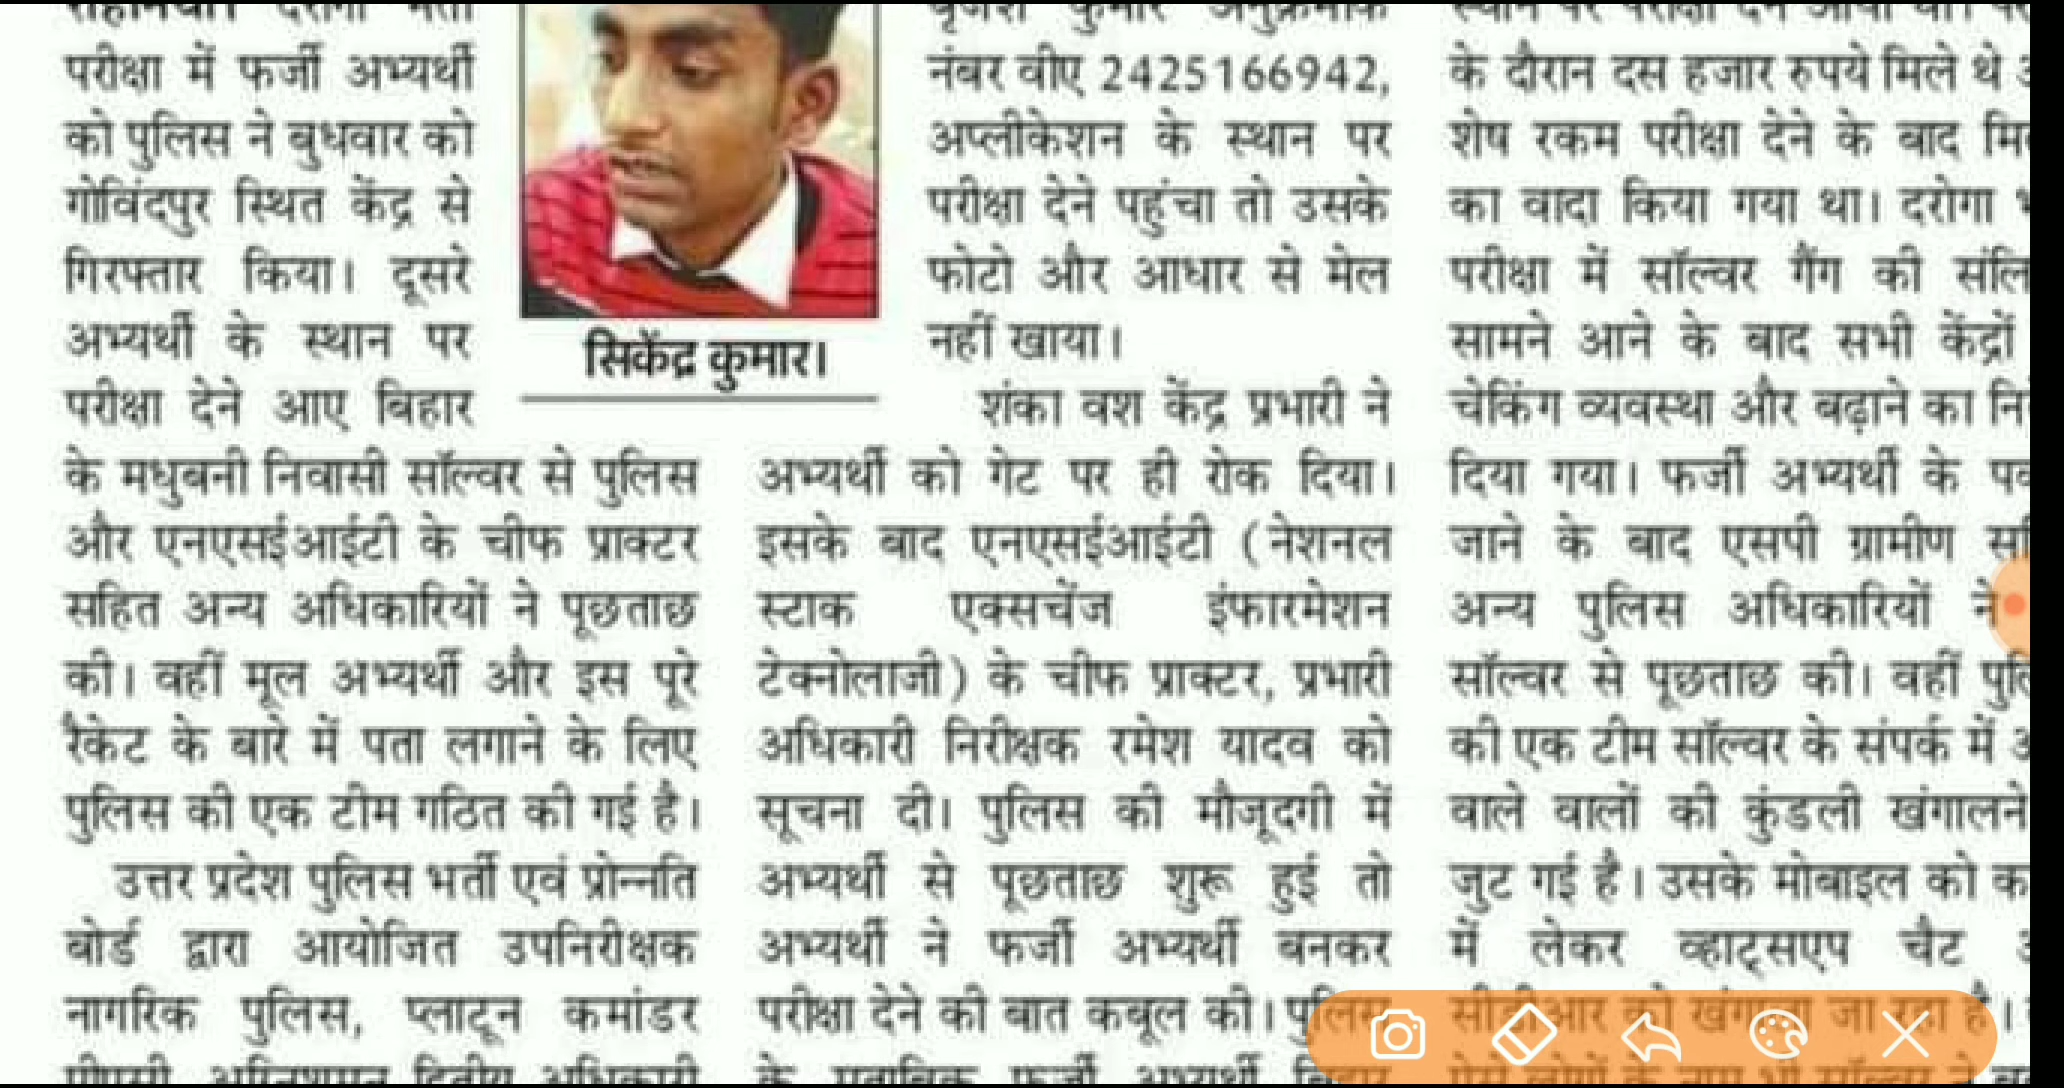 परीक्षा में फर्जी अभ्यर्थी
को पुलिस ने बुधवार को
गोविंदपुर स्थित केंद्र से
गिरफ्तार किया। दूसरे
अभ्यर्थी के स्थान पर
परीक्षा देने आए बिहार
के मधुबनी निवासी सॉल्वर से पुलिस
और एनएसईआईटी के चीफ प्राक्टर
सहित अन्य अधिकारियों ने पूछताछ
की। वहीं मूल अभ्यर्थी और इस पूरे
रैकेट के बारे में पता लगाने के लिए
पुलिस की एक टीम गठित की गई है।
उत्तर प्रदेश पुलिस भर्ती एवं प्रोन्नति
बोर्ड द्वारा आयोजित उपनिरीक्षक
नागरिक पुलिस, प्लाटून कमांडर
सिकेंद्र कुमार।
नंबर वीए 2425166942,
अप्लीकेशन के स्थान पर
परीक्षा देने पहुंचा तो उसके
फोटो और आधार से मेल
नहीं खाया।
शंका वश केंद्र प्रभारी ने
अभ्यर्थी को गेट पर ही रोक दिया।
इसके बाद एनएसईआईटी (नेशनल
स्टाक एक्सचेंज इंफारमेशन
टेक्नोलाजी) के चीफ प्राक्टर, प्रभारी
अधिकारी निरीक्षक रमेश यादव को
सूचना दी। पुलिस की मौजूदगी में
अभ्यर्थी से पूछताछ शुरू हुई तो
अभ्यर्थी ने फर्जी अभ्यर्थी बनकर
परीक्षा देने की बात कबूल की। पुलिस
के दौरान दस हजार रुपये मिले थे
शेष रकम परीक्षा देने के बाद
का वादा किया गया था। दरोगा
परीक्षा में सॉल्वर गैंग की
सामने आने के बाद सभी केंद्रों
चेकिंग व्यवस्था और बढ़ाने का
दिया गया। फर्जी अभ्यर्थी के
जाने के बाद एसपी ग्रामीण
अन्य पुलिस अधिकारियों ने
सॉल्वर से पूछताछ की। वहीं
की एक टीम सॉल्वर के संपर्क में
वाले वालों की कुंडली खंगालने
जुट गई है। उसके मोबाइल को
में लेकर व्हाट्सएप चैट
सीडीआर को खंगाला जा रहा है।